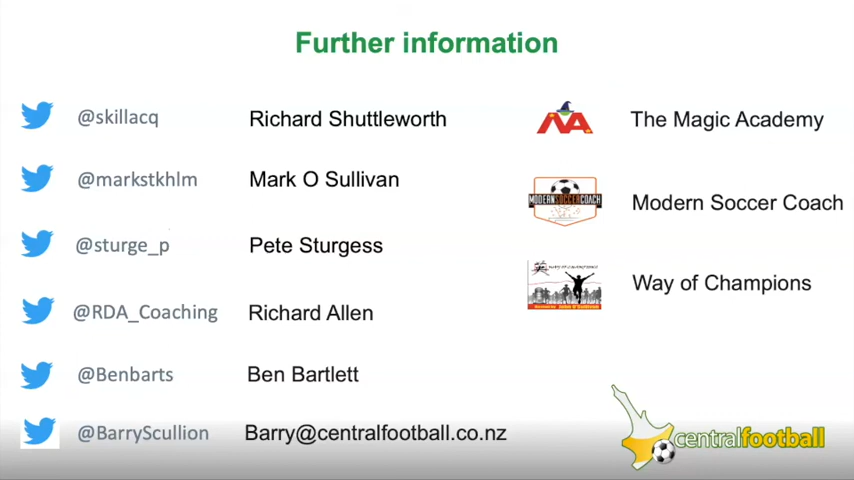 Further information
@skillacq Richard Shuttleworth
@markstkhlm Mark O Sullivan
@sturge_p Pete Sturgess
@RDA_Coaching Richard Allen
@Benbarts Ben Bartlett
@BarryScullion Barry@centralfootball.co.nz
The Magic Academy
MODERNSOCCERCOACH
Modern Soccer Coach
Way of Champions
centralfootball